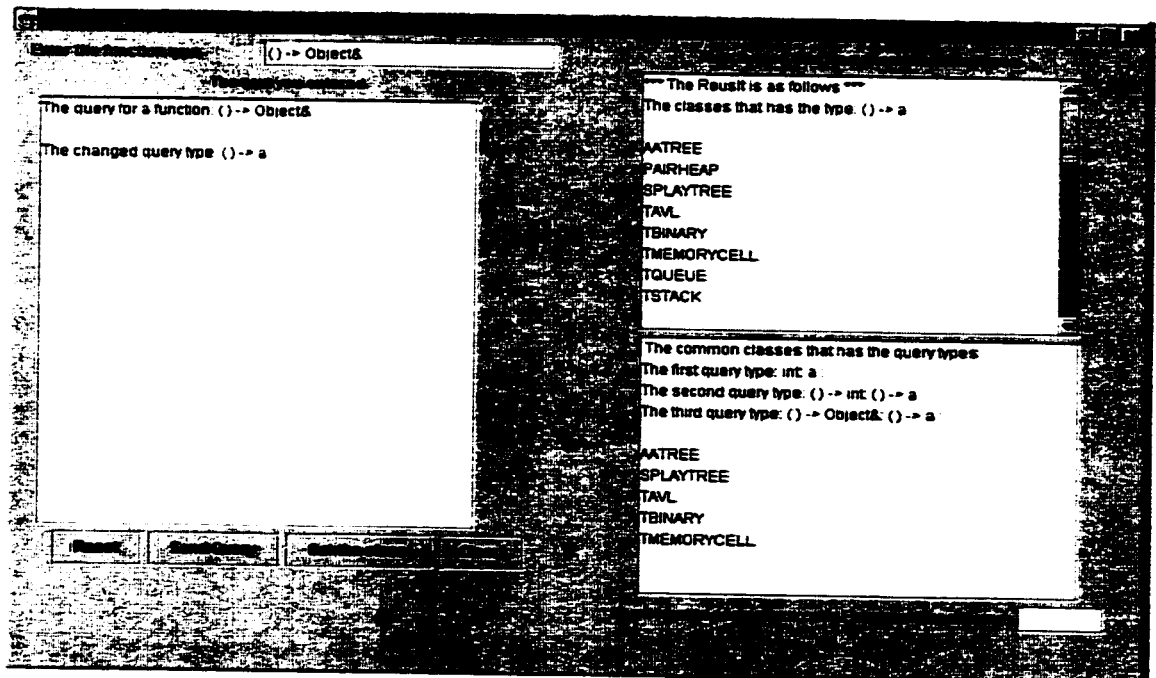 () -> Object&
The query for a function: () -> Object&
The changed query type: () -> a
*** The Reuslt is as follows ***
The classes that has the type: () -> a
AATREE
PAIRHEAP
SPLAYTREE
TAVL
TBINARY
TMEMORYCELL
TQUEUE
TSTACK
The common classes that has the query types:
The first query type: int: a :
The second query type: () -> int: () -> a
The third query type: () -> Object&: () -> a :
AATREE
SPLAYTREE
TAVL
TBINARY
TMEMORYCELL